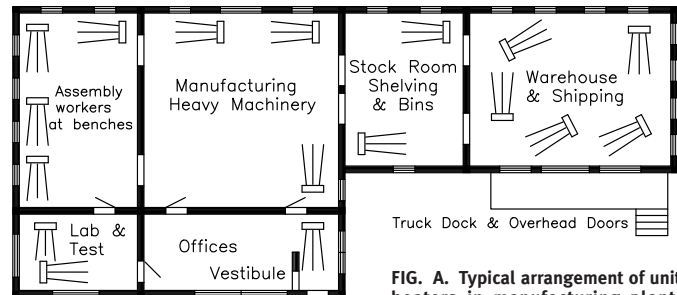 Assembly
workers
at benches
Manufacturing
Heavy Machinery
Stock Room
Shelving
& Bins
Warehouse
& Shipping
Lab &
Test
Offices
Vestibule
Truck Dock & Overhead Doors
FIG. A. Typical arrangement of unit
heaters in manufacturing plant